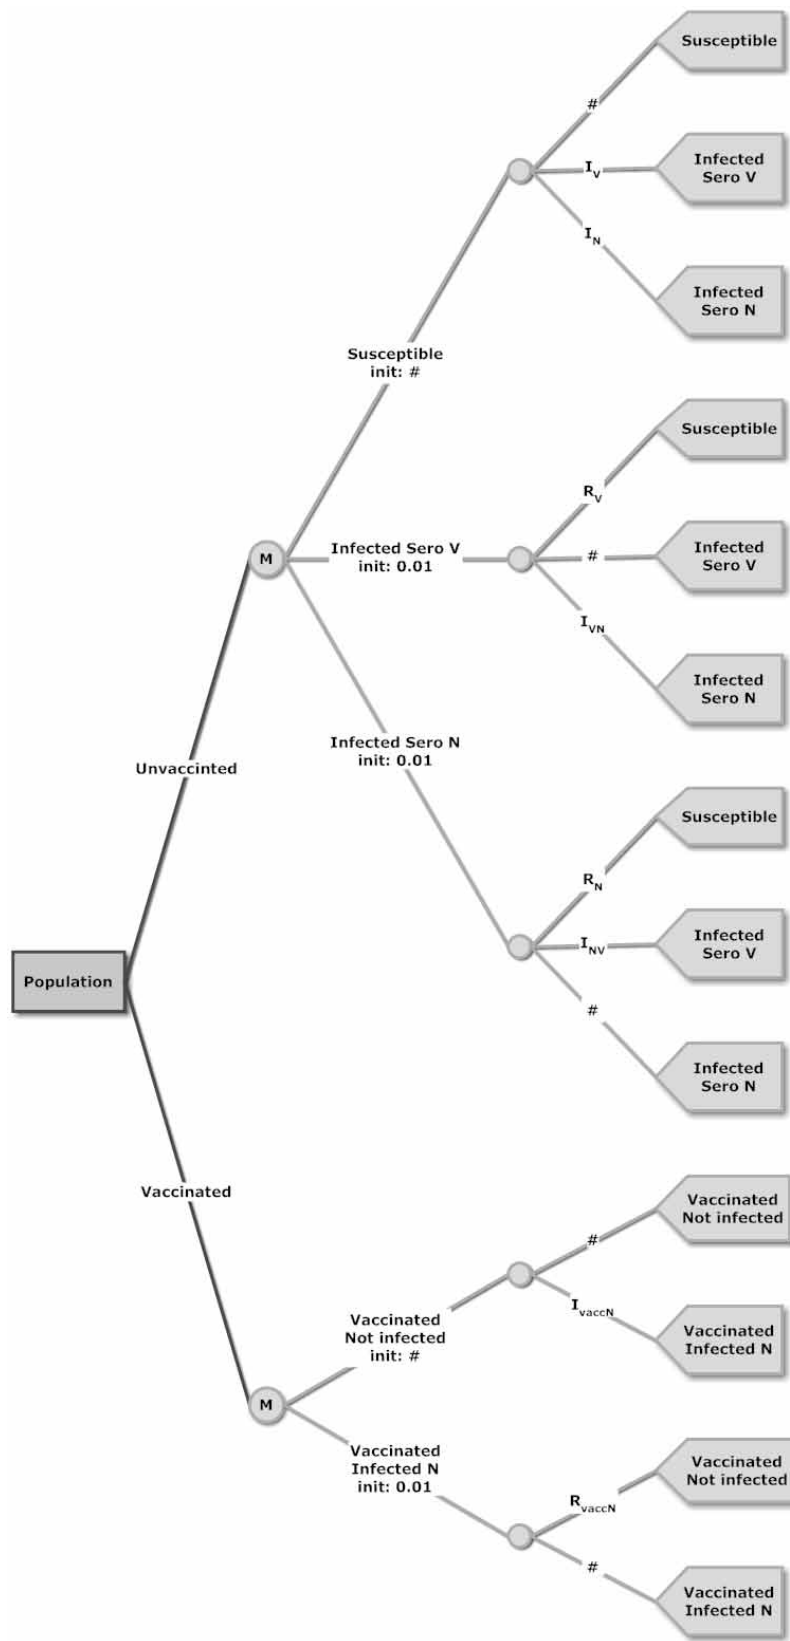 Susceptible
#
Infected
Sero V
I_V
I_N
Infected
Sero N
Susceptible
init: #
Susceptible
R_V
M
Infected Sero V
init: 0.01
#
Infected
Sero V
I_VN
Infected
Sero N
Infected Sero N
init: 0.01
Unvaccinted
Susceptible
R_N
I_NV
Infected
Sero V
Population
#
Infected
Sero N
Vaccinated
Vaccinated
Not infected
#
I_vaccN
Vaccinated
Not infected
init: #
Vaccinated
Infected N
M
Vaccinated
Infected N
init: 0.01
Vaccinated
Not infected
R_vaccN
#
Vaccinated
Infected N